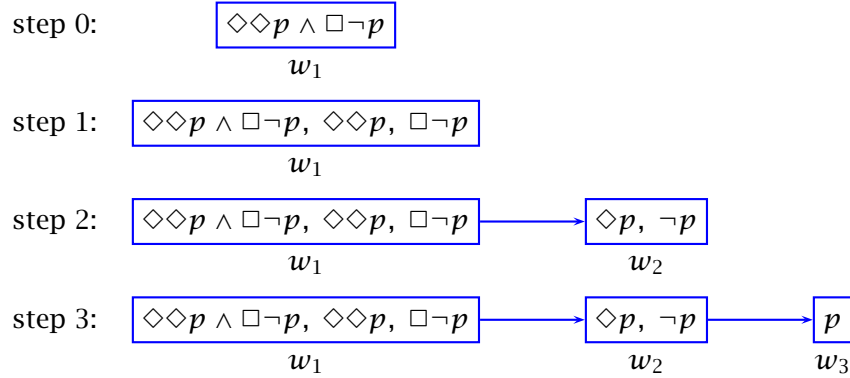 step 0: ◇◇p ∧ □¬p
w₁
step 1: ◇◇p ∧ □¬p, ◇◇p, □¬p
w₁
step 2: ◇◇p ∧ □¬p, ◇◇p, □¬p ◇p, ¬p
w₁ w₂
step 3: ◇◇p ∧ □¬p, ◇◇p, □¬p ◇p, ¬p p
w₁ w₂ w₃